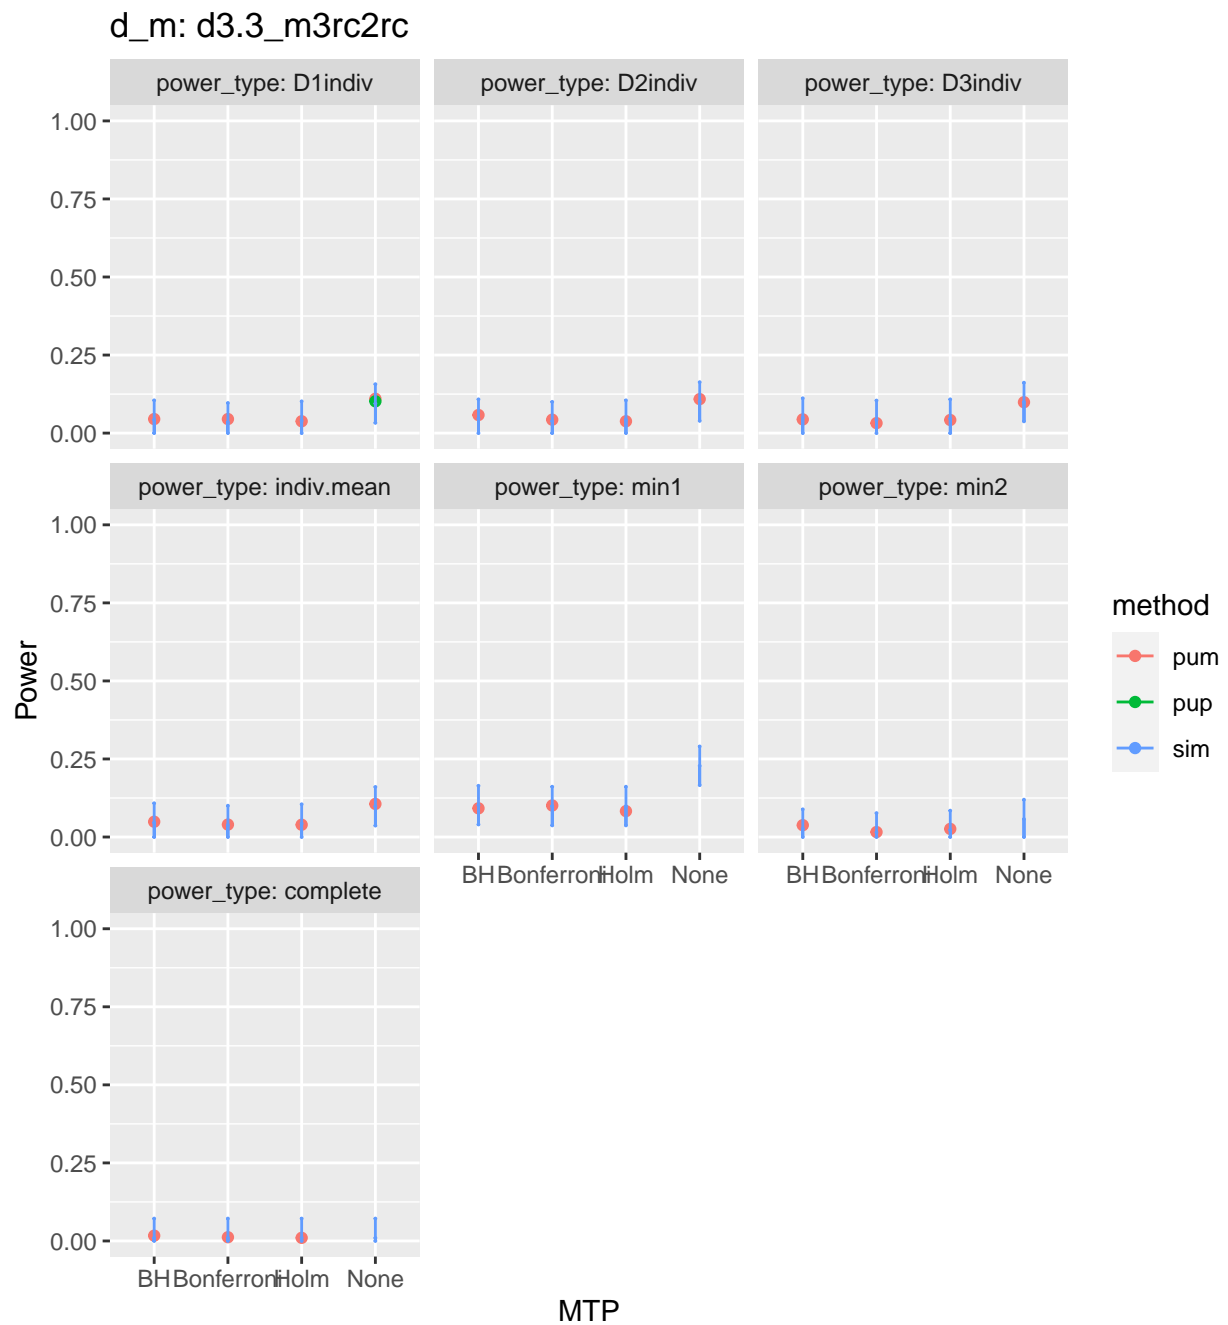 d_m: d3.3_m3rc2rc
power_type: D1indiv
power_type: D2indiv
power_type: D3indiv
1.00
0.75
0.50
0.25
0.00
power_type: indiv.mean
power_type: min1
power_type: min2
1.00
0.75
0.50
0.25
0.00
BH Bonferroni Holm None
BH Bonferroni Holm None
power_type: complete
1.00
0.75
0.50
0.25
0.00
BH Bonferroni Holm None
MTP
Power
method
pum
pup
sim